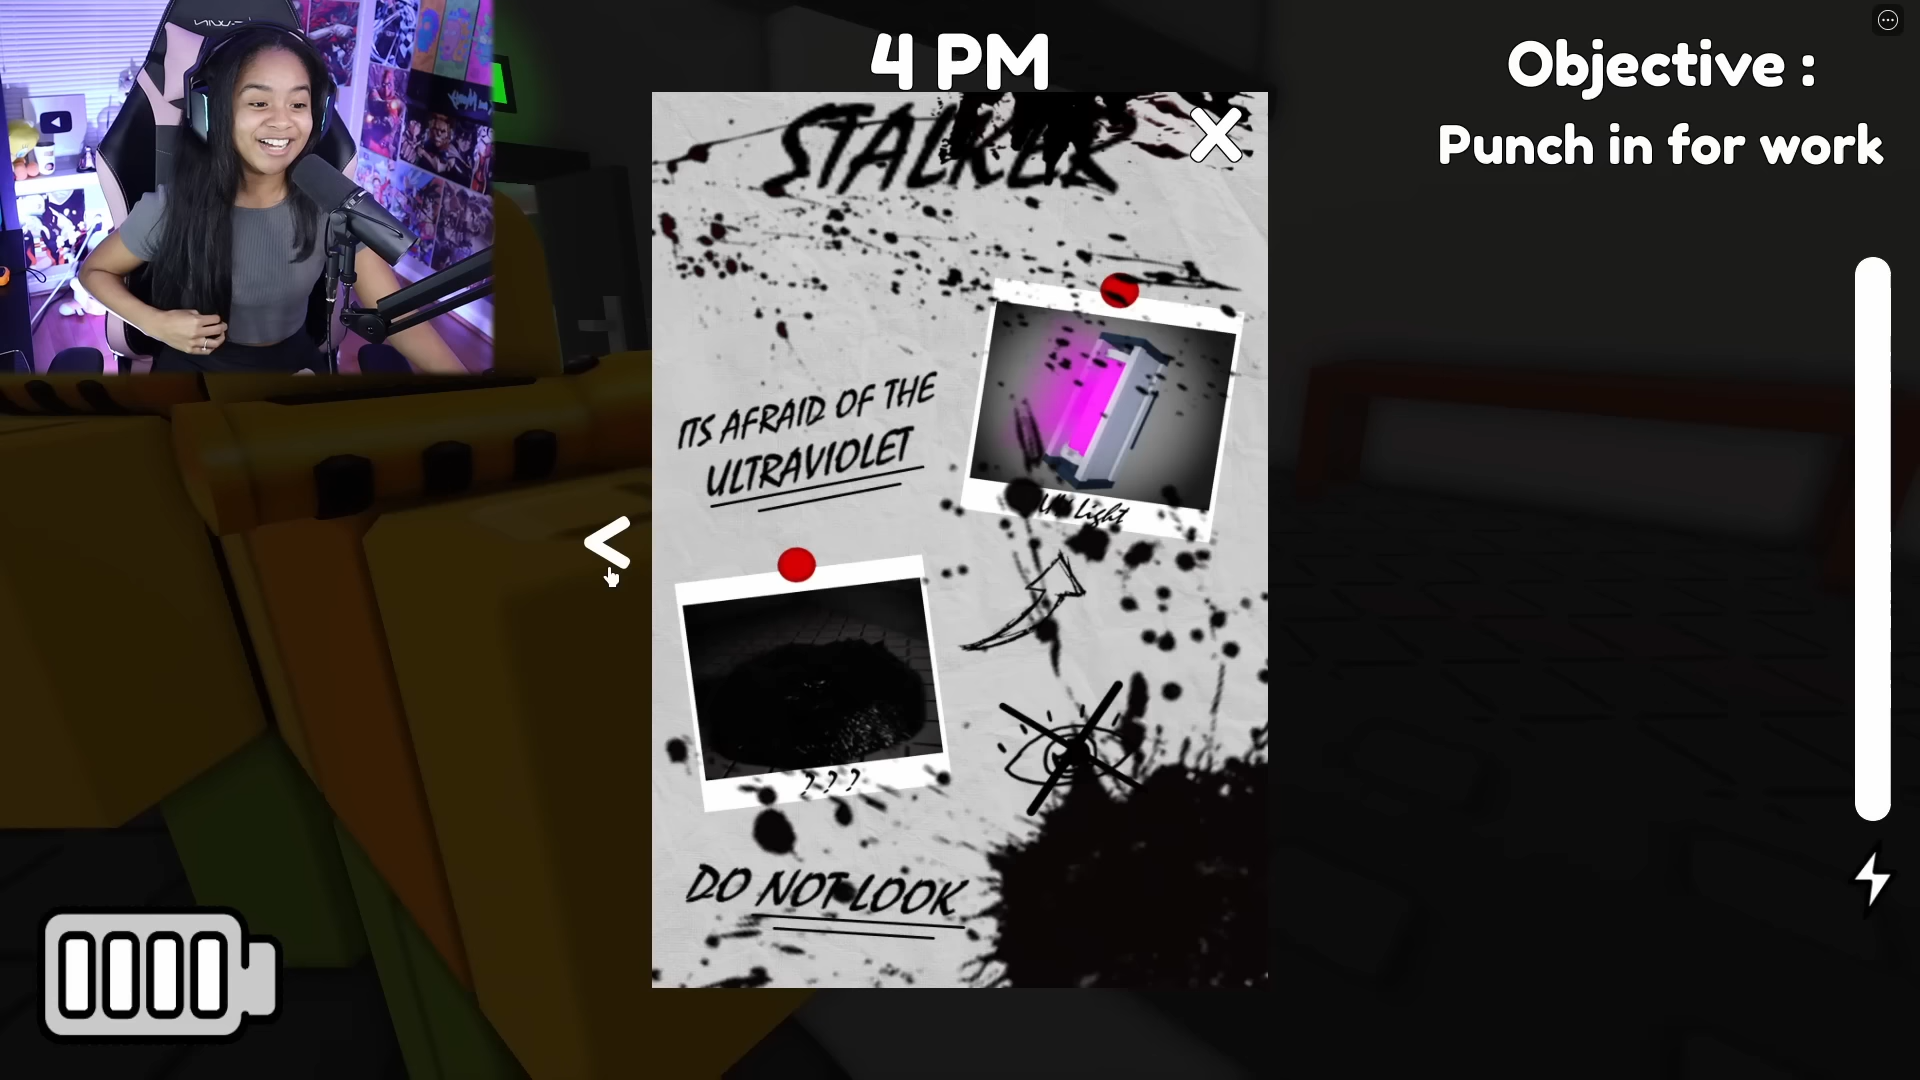 4 PM
Objective :
Punch in for work
STALKER
ITS AFRAID OF THE
ULTRAVIOLET
UV Light
? ? ?
DO NOT LOOK